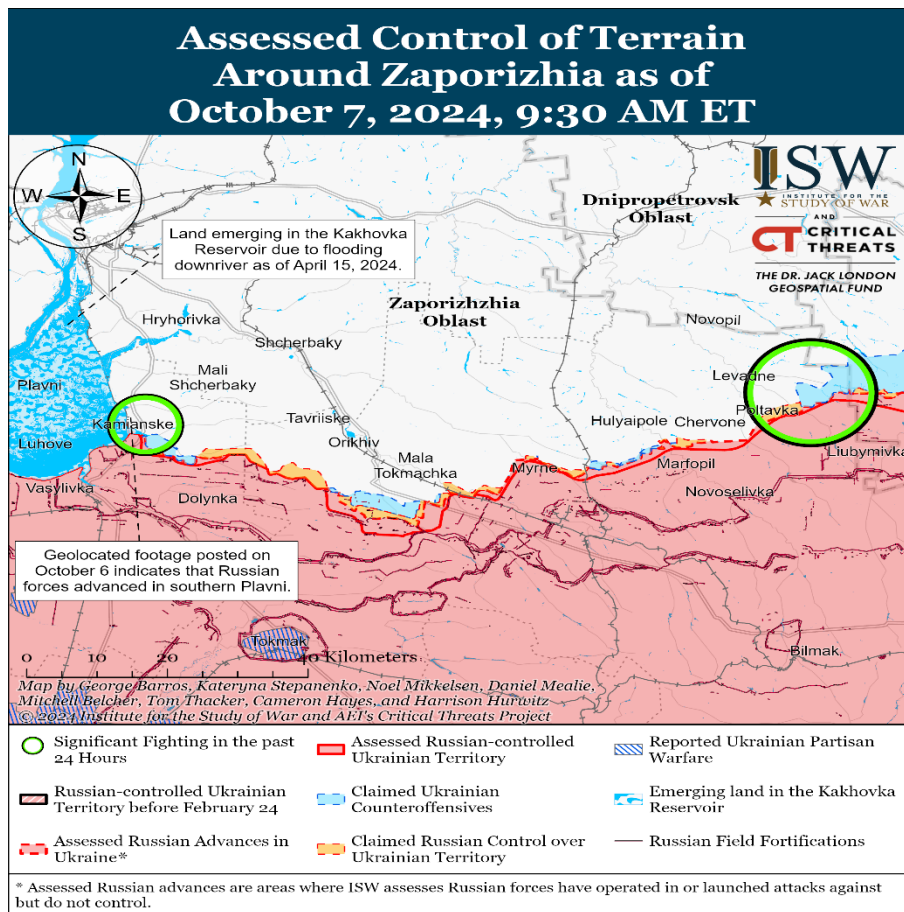 Assessed Control of Terrain
Around Zaporizhia as of
October 7, 2024, 9:30 AM ET
N
W
E
S
ISW
INSTITUTE FOR THE
STUDY OF WAR
AND
CT CRITICAL
THREATS
THE DR. JACK LONDON
GEOSPATIAL FUND
Dnipropetrovsk
Oblast
Land emerging in the Kakhovka
Reservoir due to flooding
downriver as of April 15, 2024.
Zaporizhzhia
Oblast
Hryhorivka
Novopil
Shcherbaky
Mali
Shcherbaky
Levadne
Plavni
Tavriiske
Poltavka
Kamianske
Hulyaipole
Chervone
Luhove
Orikhiv
Mala
Tokmachka
Myrne
Marfopil
Liubymivka
Vasylivka
Dolynka
Novoselivka
Geolocated footage posted on
October 6 indicates that Russian
forces advanced in southern Plavni.
Tokmak
Bilmak
0 10 20 40 Kilometers
Map by George Barros, Kateryna Stepanenko, Noel Mikkelsen, Daniel Mealie,
Mitchell Belcher, Tom Thacker, Cameron Hayes, and Harrison Hurwitz
© 2024 Institute for the Study of War and AEI's Critical Threats Project
Significant Fighting in the past
24 Hours
Assessed Russian-controlled
Ukrainian Territory
Reported Ukrainian Partisan
Warfare
Russian-controlled Ukrainian
Territory before February 24
Claimed Ukrainian
Counteroffensives
Emerging land in the Kakhovka
Reservoir
Assessed Russian Advances in
Ukraine*
Claimed Russian Control over
Ukrainian Territory
Russian Field Fortifications
* Assessed Russian advances are areas where ISW assesses Russian forces have operated in or launched attacks against
but do not control.